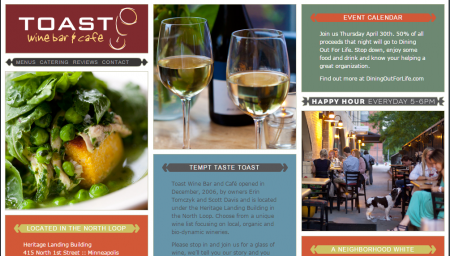 TOAST
wine bar & café
MENUS CATERING REVIEWS CONTACT
LOCATED IN THE NORTH LOOP
Heritage Landing Building
415 North 1st Street :: Minneapolis
TEMPT TASTE TOAST
Toast Wine Bar and Café opened in
December, 2008, by owners Erin
Tomczyk and Scott Davis and is located
under the Heritage Landing Building in
the North Loop. Choose from a unique
wine list focusing on local, organic and
bio-dynamic wineries.
Please stop in and join us for a glass of
wine, we'll tell you our story and you
EVENT CALENDAR
Join us Thursday April 30th. 50% of all
proceeds that night will go to Dining
Out For Life. Stop down, enjoy some
food and drink and know your helping a
great organization.
Find out more at DiningOutForLife.com
HAPPY HOUR EVERYDAY 5-6PM
A NEIGHBORHOOD WHITE